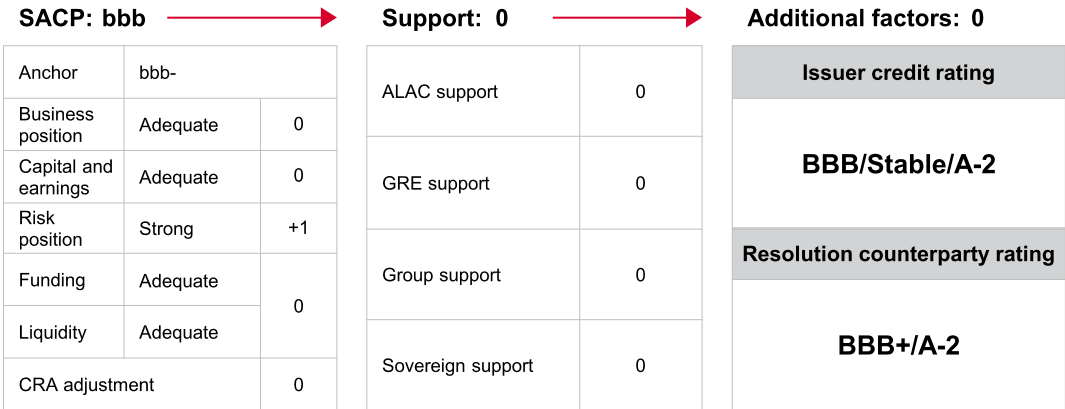 SACP: bbb
Support: 0
Additional factors: 0
Anchor
bbb-
Business
position
Adequate
0
Capital and
earnings
Adequate
0
Risk
position
Strong
+1
Funding
Adequate
0
Liquidity
Adequate
CRA adjustment
0
ALAC support
0
GRE support
0
Group support
0
Sovereign support
0
Issuer credit rating
BBB/Stable/A-2
Resolution counterparty rating
BBB+/A-2